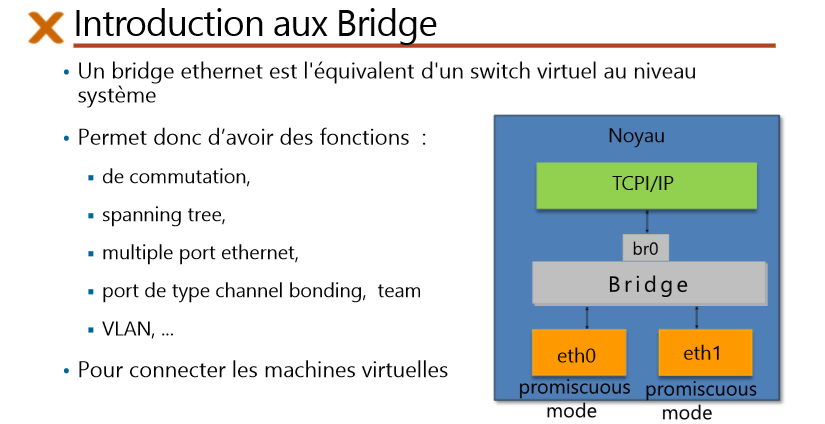 Introduction aux Bridge
• Un bridge ethernet est l'équivalent d'un switch virtuel au niveau
système
• Permet donc d’avoir des fonctions :
▪ de commutation,
▪ spanning tree,
▪ multiple port ethernet,
▪ port de type channel bonding, team
▪ VLAN, ...
• Pour connecter les machines virtuelles
Noyau
TCPI/IP
br0
Bridge
eth0
eth1
promiscuous
mode
promiscuous
mode